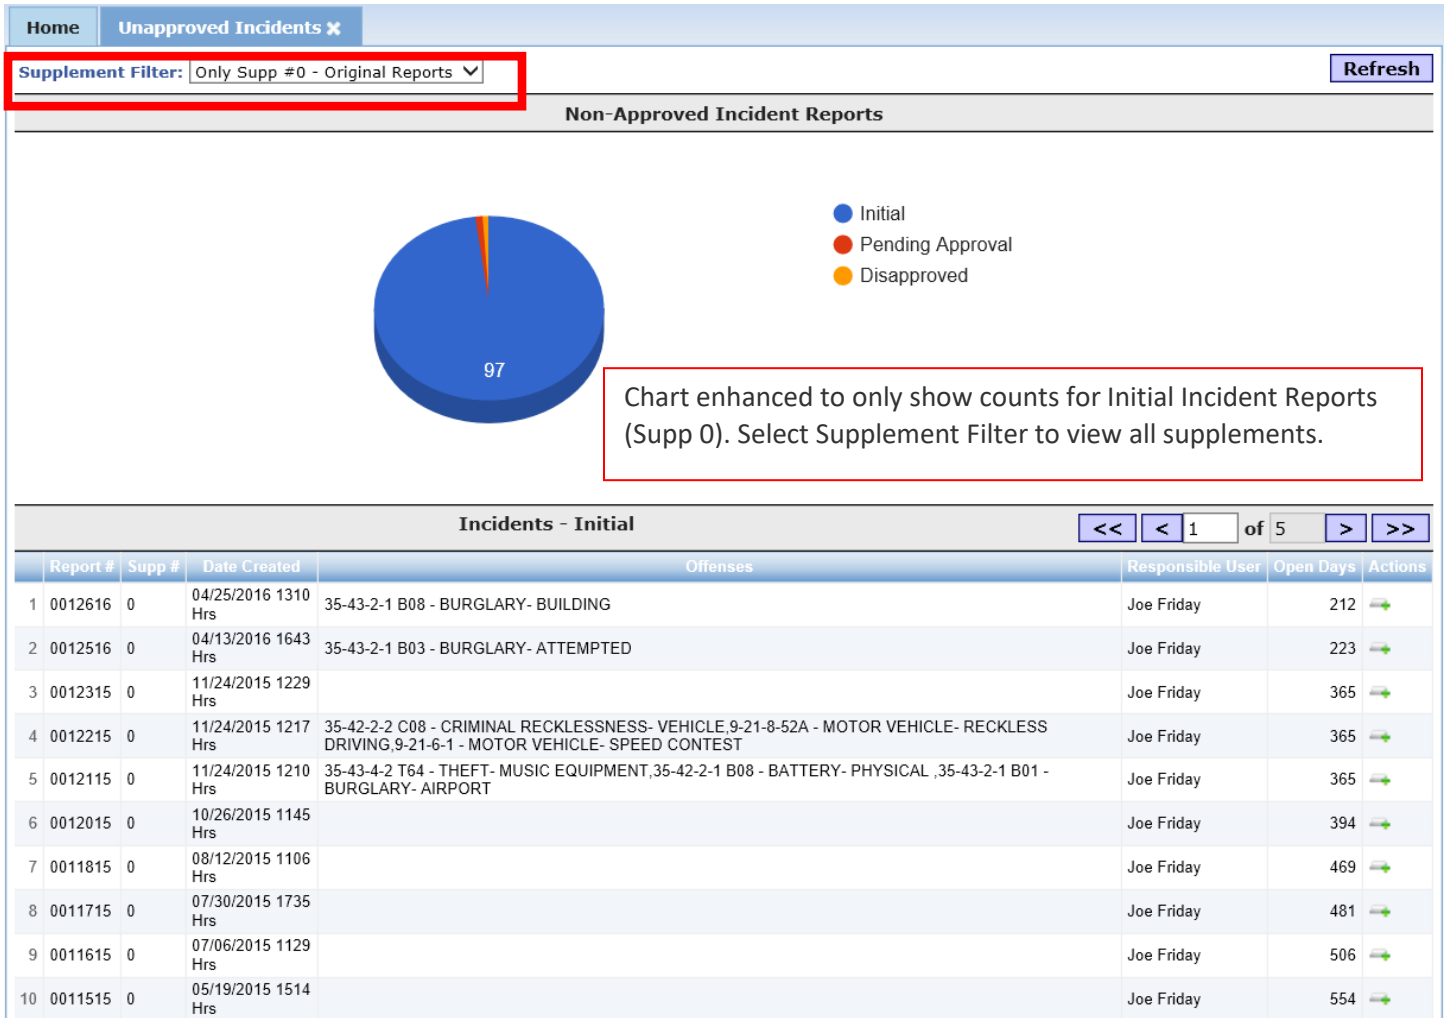 Home Unapproved Incidents ✖
Supplement Filter: Only Supp #0 - Original Reports Refresh
Non-Approved Incident Reports
Initial
Pending Approval
Disapproved
97
Chart enhanced to only show counts for Initial Incident Reports
(Supp 0). Select Supplement Filter to view all supplements.
Incidents - Initial << < 1 of 5 > >>
Report # Supp # Date Created Offenses Responsible User Open Days Actions
1 0012616 0 04/25/2016 1310 Hrs 35-43-2-1 B08 - BURGLARY- BUILDING Joe Friday 212
2 0012516 0 04/13/2016 1643 Hrs 35-43-2-1 B03 - BURGLARY- ATTEMPTED Joe Friday 223
3 0012315 0 11/24/2015 1229 Hrs Joe Friday 365
4 0012215 0 11/24/2015 1217 Hrs 35-42-2-2 C08 - CRIMINAL RECKLESSNESS- VEHICLE,9-21-8-52A - MOTOR VEHICLE- RECKLESS
DRIVING,9-21-6-1 - MOTOR VEHICLE- SPEED CONTEST Joe Friday 365
5 0012115 0 11/24/2015 1210 Hrs 35-43-4-2 T64 - THEFT- MUSIC EQUIPMENT,35-42-2-1 B08 - BATTERY- PHYSICAL ,35-43-2-1 B01 -
BURGLARY- AIRPORT Joe Friday 365
6 0012015 0 10/26/2015 1145 Hrs Joe Friday 394
7 0011815 0 08/12/2015 1106 Hrs Joe Friday 469
8 0011715 0 07/30/2015 1735 Hrs Joe Friday 481
9 0011615 0 07/06/2015 1129 Hrs Joe Friday 506
10 0011515 0 05/19/2015 1514 Hrs Joe Friday 554